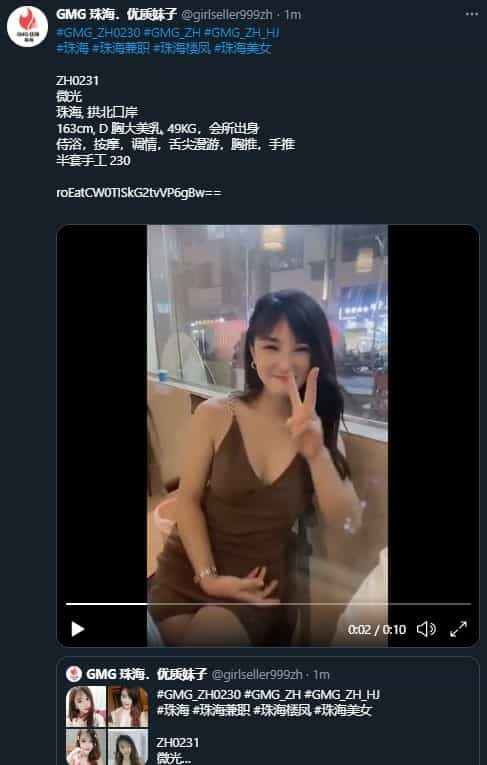 GMG 珠海．优质妹子 @girlseller999zh · 1m
#GMG_ZH0230 #GMG_ZH #GMG_ZH_HJ
#珠海 #珠海兼职 #珠海楼凤 #珠海美女
ZH0231
微光
珠海, 拱北口岸
163cm, D 胸大美乳, 49KG，会所出身
侍浴，按摩，调情，舌尖漫游，胸推，手推
半套手工 230
0:02 / 0:10
GMG 珠海．优质妹子 @girlseller999zh · 1m
#GMG_ZH0230 #GMG_ZH #GMG_ZH_HJ
#珠海 #珠海兼职 #珠海楼凤 #珠海美女
ZH0231
微光...